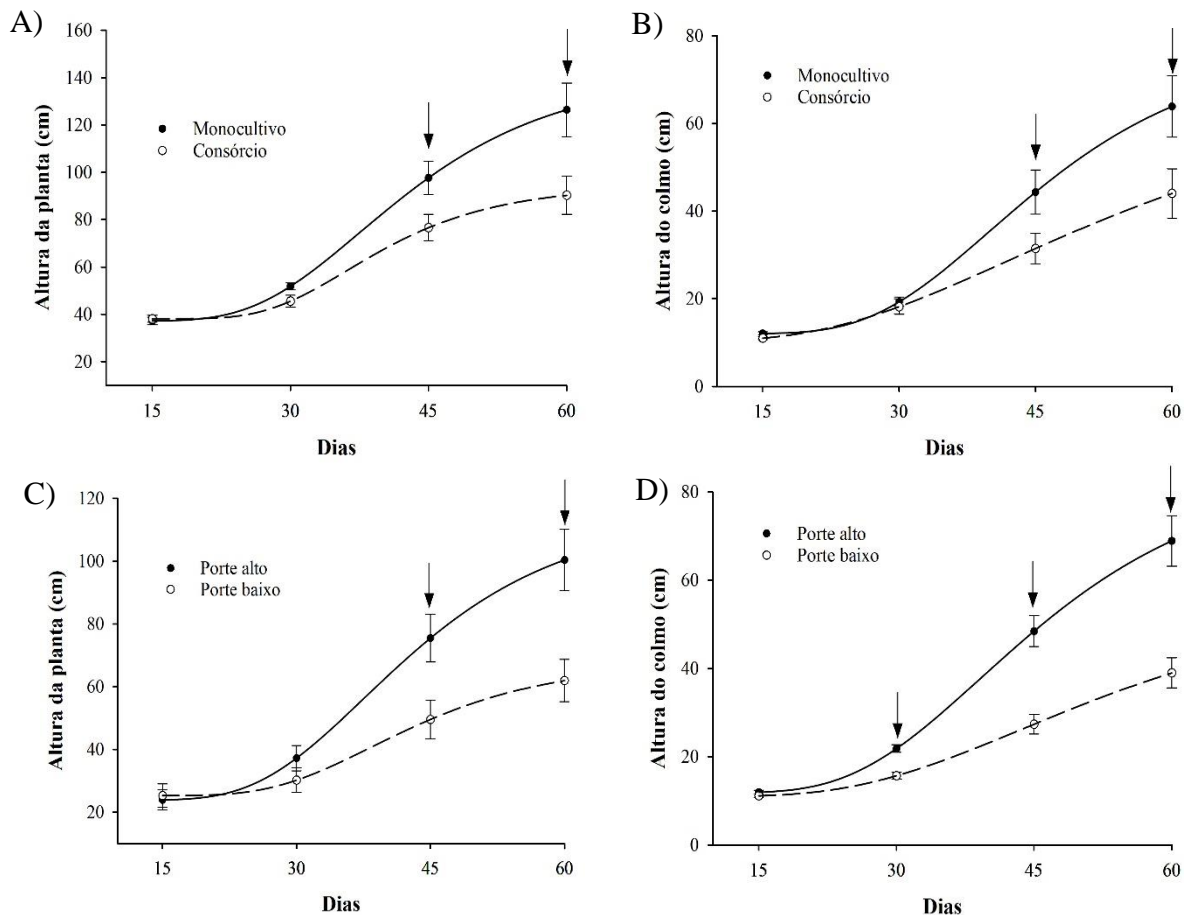 A)
Altura da planta (cm)
160
140
120
100
80
60
40
20
Monocultivo
Consórcio
15 30 45 60
Dias
B)
Altura do colmo (cm)
80
60
40
20
0
Monocultivo
Consórcio
15 30 45 60
Dias
C)
Altura da planta (cm)
120
100
80
60
40
20
Porte alto
Porte baixo
15 30 45 60
Dias
D)
Altura do colmo (cm)
80
60
40
20
0
Porte alto
Porte baixo
15 30 45 60
Dias